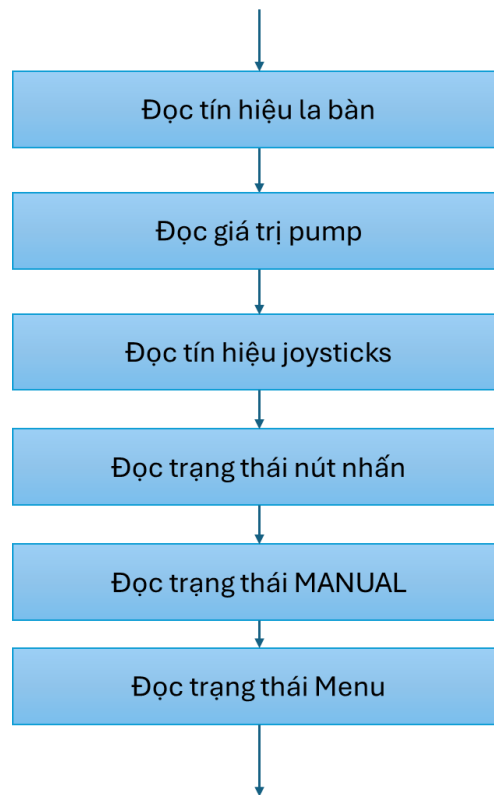 Đọc tín hiệu la bàn
Đọc giá trị pump
Đọc tín hiệu joysticks
Đọc trạng thái nút nhấn
Đọc trạng thái MANUAL
Đọc trạng thái Menu